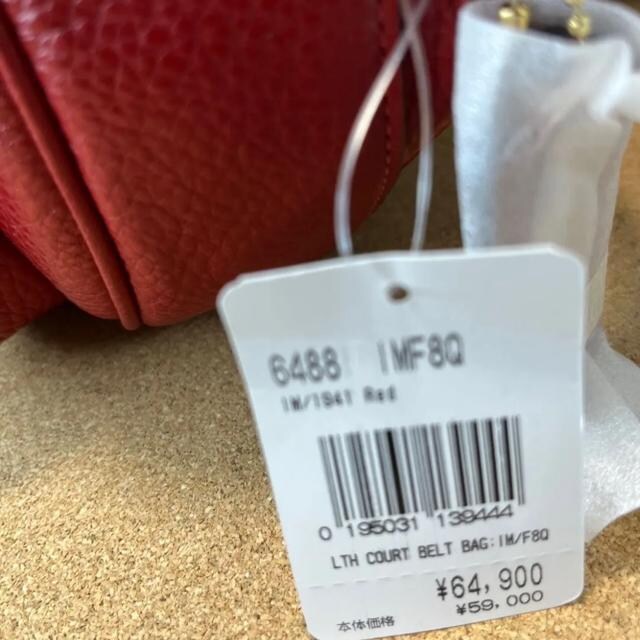 6488 IMF8Q
IM/1941 Red
0 195031 139444
LTH COURT BELT BAG:IM/F8Q
¥64,900
本体価格 ¥59,000